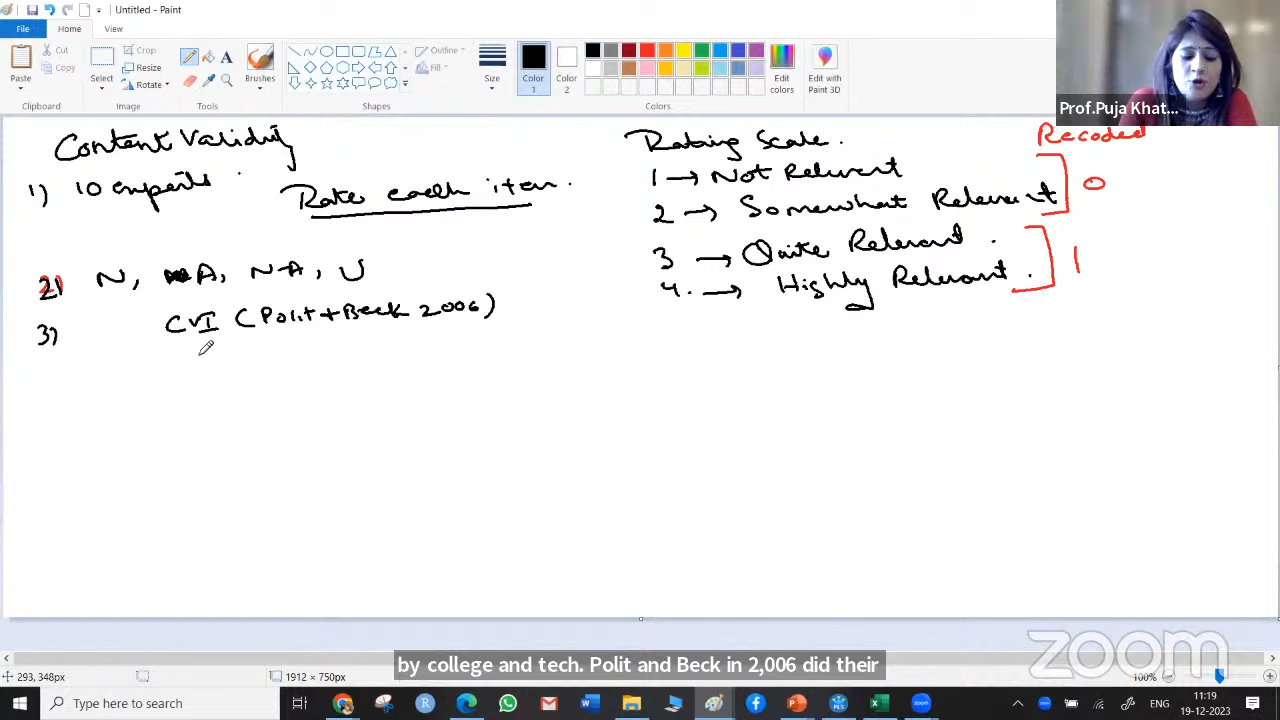 Untitled - Paint
File
Home
View
Paste
Cut
Copy
Clipboard
Select
Crop
Resize
Rotate
Image
Tools
Brushes
Outline
Fill
Shapes
Size
Color 1
Color 2
Edit colors
Edit with Paint 3D
Colors
Prof.Puja Khat...
Content Validity
1) 10 experts
Rate each item.
2) N, A, NA, U
3) CVI (Polit+Beck 2006)
Rating Scale.
Recoded
1 → Not Relevent
2 → Somewhat Relevent
0
3 → Quite Relevant.
4. → Highly Relevant.
1
zoom
by college and tech. Polit and Beck in 2,006 did their
293, 348px
1912 × 750px
100%
Type here to search
ENG
11:19
19-12-2023